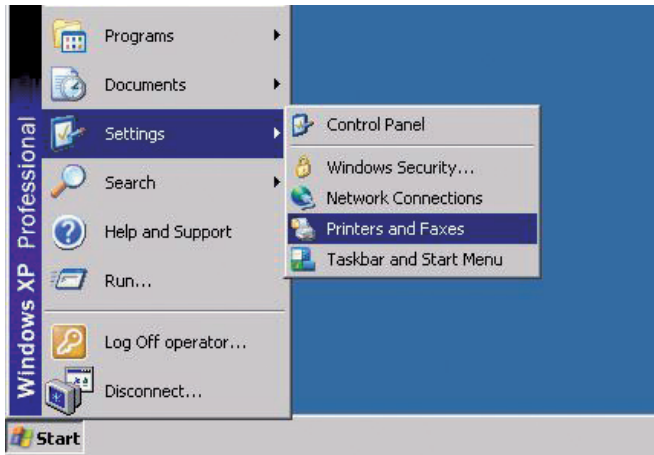 Programs
Documents
Settings
Search
Help and Support
Run...
Log Off operator...
Disconnect...
Control Panel
Windows Security...
Network Connections
Printers and Faxes
Taskbar and Start Menu
Windows XP Professional
Start